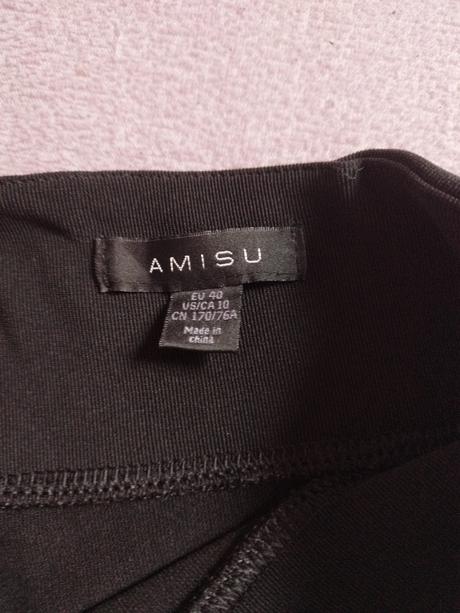 AMISU
EU 40
US/CA 10
CN 170/76A
Made in
china